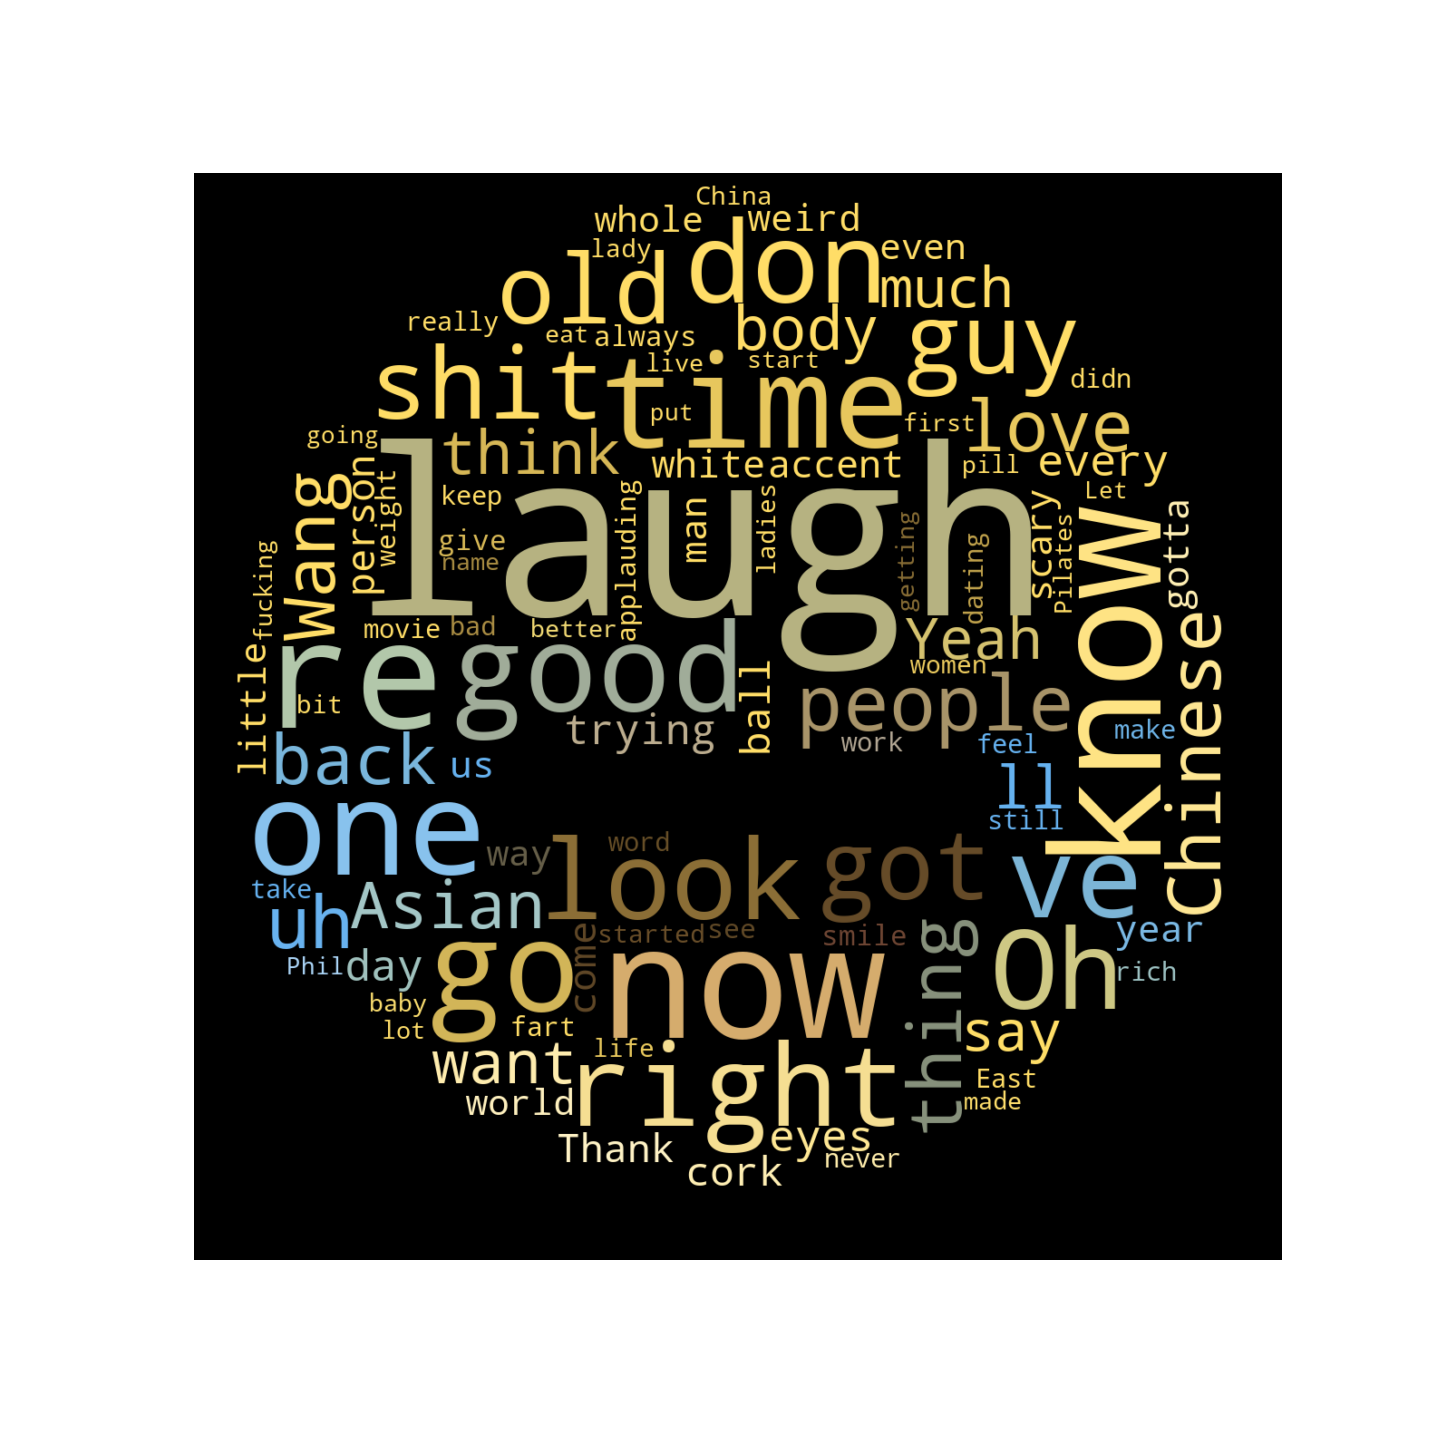 China
whole
weird
lady
don
even
old
much
really
eat
always
body
guy
live
start
didn
shit
time
put
first
love
going
think
white
accent
pill
every
Wang
person
weight
keep
laugh
man
ladies
scary
Let
know
gotta
give
name
applauding
getting
dating
Pilates
fucking
movie
bad
better
Yeah
little
re
good
women
Chinese
bit
trying
ball
people
back
us
work
feel
make
ll
one
still
way
look
word
got
ve
take
Asian
uh
come
started
see
smile
thing
year
Phil
day
go
now
Oh
rich
baby
lot
fart
say
want
life
right
East
world
made
Thank
eyes
cork
never